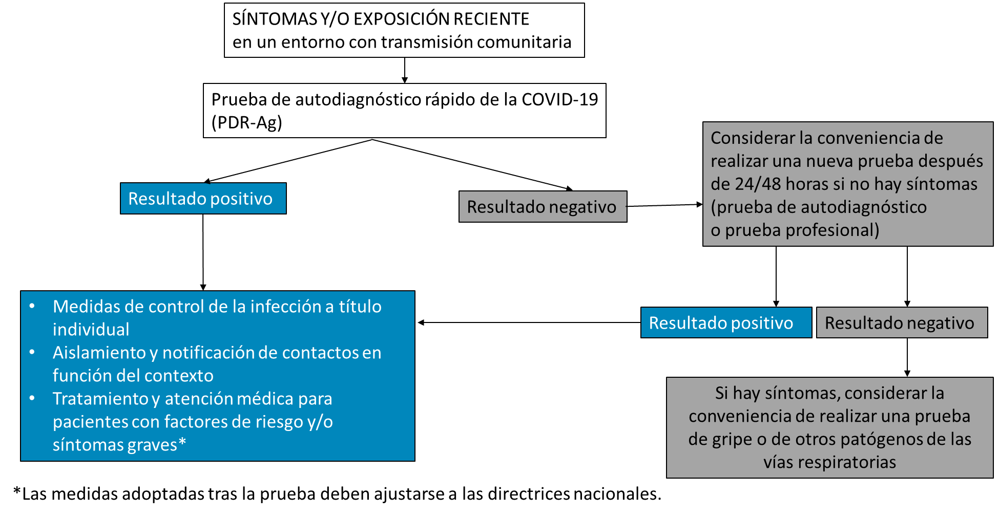 SÍNTOMAS Y/O EXPOSICIÓN RECIENTE
en un entorno con transmisión comunitaria
Prueba de autodiagnóstico rápido de la COVID-19
(PDR-Ag)
Resultado positivo
Resultado negativo
Considerar la conveniencia de
realizar una nueva prueba después
de 24/48 horas si no hay síntomas
(prueba de autodiagnóstico
o prueba profesional)
• Medidas de control de la infección a título
individual
• Aislamiento y notificación de contactos en
función del contexto
• Tratamiento y atención médica para
pacientes con factores de riesgo y/o
síntomas graves*
Resultado positivo
Resultado negativo
Si hay síntomas, considerar la
conveniencia de realizar una prueba
de gripe o de otros patógenos de las
vías respiratorias
*Las medidas adoptadas tras la prueba deben ajustarse a las directrices nacionales.